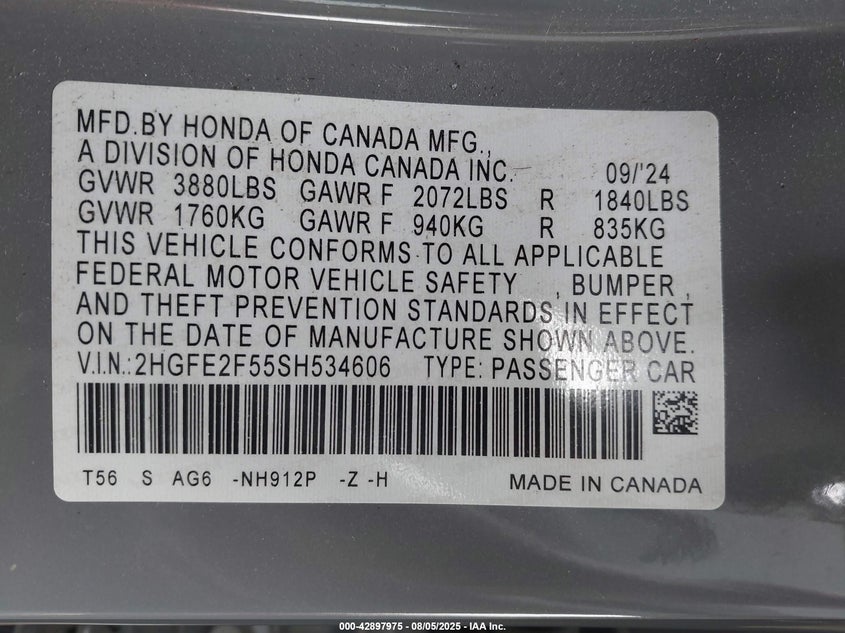 MFD.BY HONDA OF CANADA MFG.,
A DIVISION OF HONDA CANADA INC. 09/'24
GVWR 3880LBS GAWR F 2072LBS R 1840LBS
GVWR 1760KG GAWR F 940KG R 835KG
THIS VEHICLE CONFORMS TO ALL APPLICABLE
FEDERAL MOTOR VEHICLE SAFETY , BUMPER ,
AND THEFT PREVENTION STANDARDS IN EFFECT
ON THE DATE OF MANUFACTURE SHOWN ABOVE.
V.I.N.:2HGFE2F55SH534606 TYPE: PASSENGER CAR
T56 S AG6 -NH912P -Z -H MADE IN CANADA
000-42897975 - 08/05/2025 - IAA Inc.